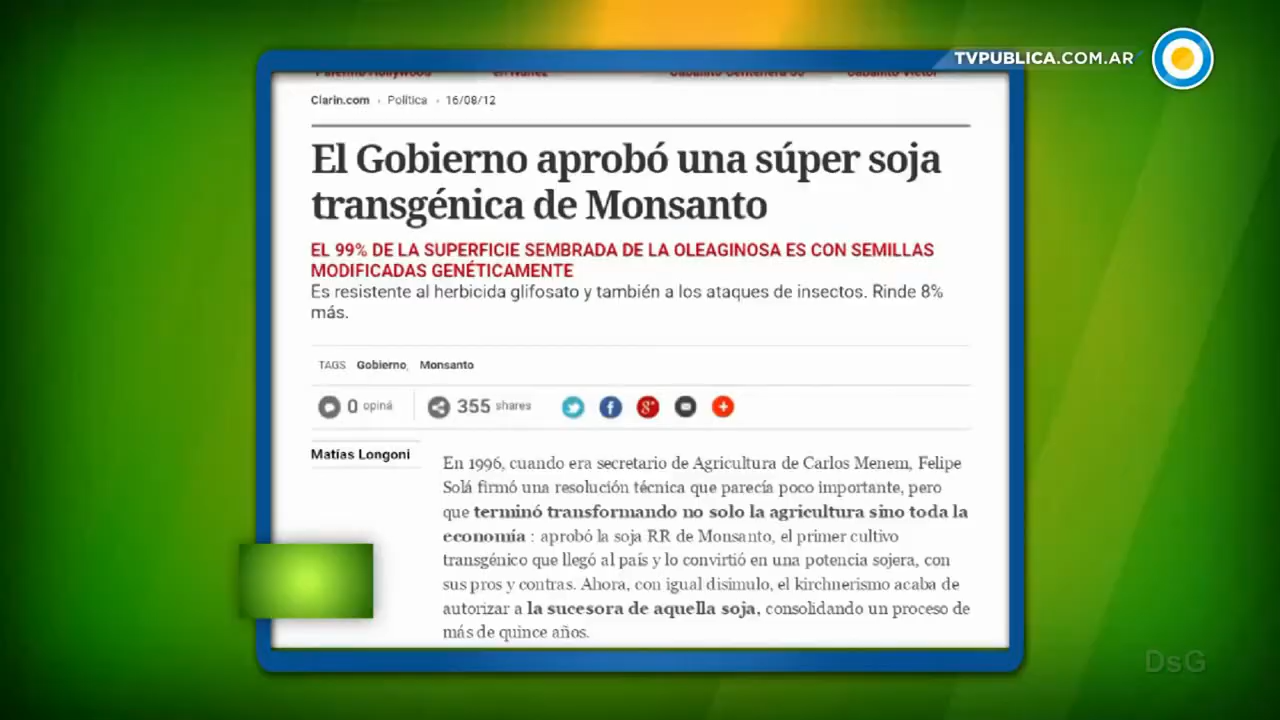 TVPUBLICA.COM.AR
Clarin.com › Política › 16/08/12
El Gobierno aprobó una súper soja
transgénica de Monsanto
EL 99% DE LA SUPERFICIE SEMBRADA DE LA OLEAGINOSA ES CON SEMILLAS
MODIFICADAS GENÉTICAMENTE
Es resistente al herbicida glifosato y también a los ataques de insectos. Rinde 8%
más.
TAGS Gobierno, Monsanto
0 opiná 355 shares
Matías Longoni
En 1996, cuando era secretario de Agricultura de Carlos Menem, Felipe
Solá firmó una resolución técnica que parecía poco importante, pero
que terminó transformando no solo la agricultura sino toda la
economía : aprobó la soja RR de Monsanto, el primer cultivo
transgénico que llegó al país y lo convirtió en una potencia sojera, con
sus pros y contras. Ahora, con igual disimulo, el kirchnerismo acaba de
autorizar a la sucesora de aquella soja, consolidando un proceso de
más de quince años.
DsG